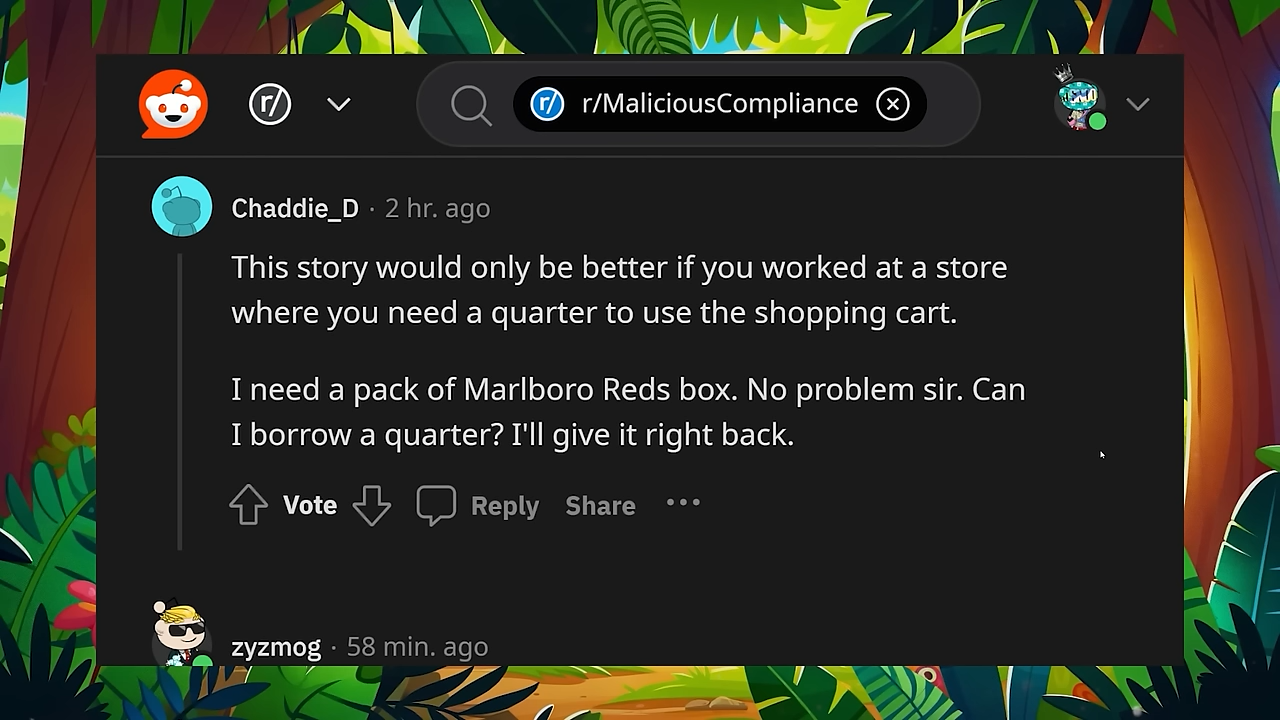 r/ r/MaliciousCompliance
Chaddie_D · 2 hr. ago
This story would only be better if you worked at a store
where you need a quarter to use the shopping cart.
I need a pack of Marlboro Reds box. No problem sir. Can
I borrow a quarter? I'll give it right back.
Vote Reply Share ···
zyzmog · 58 min. ago